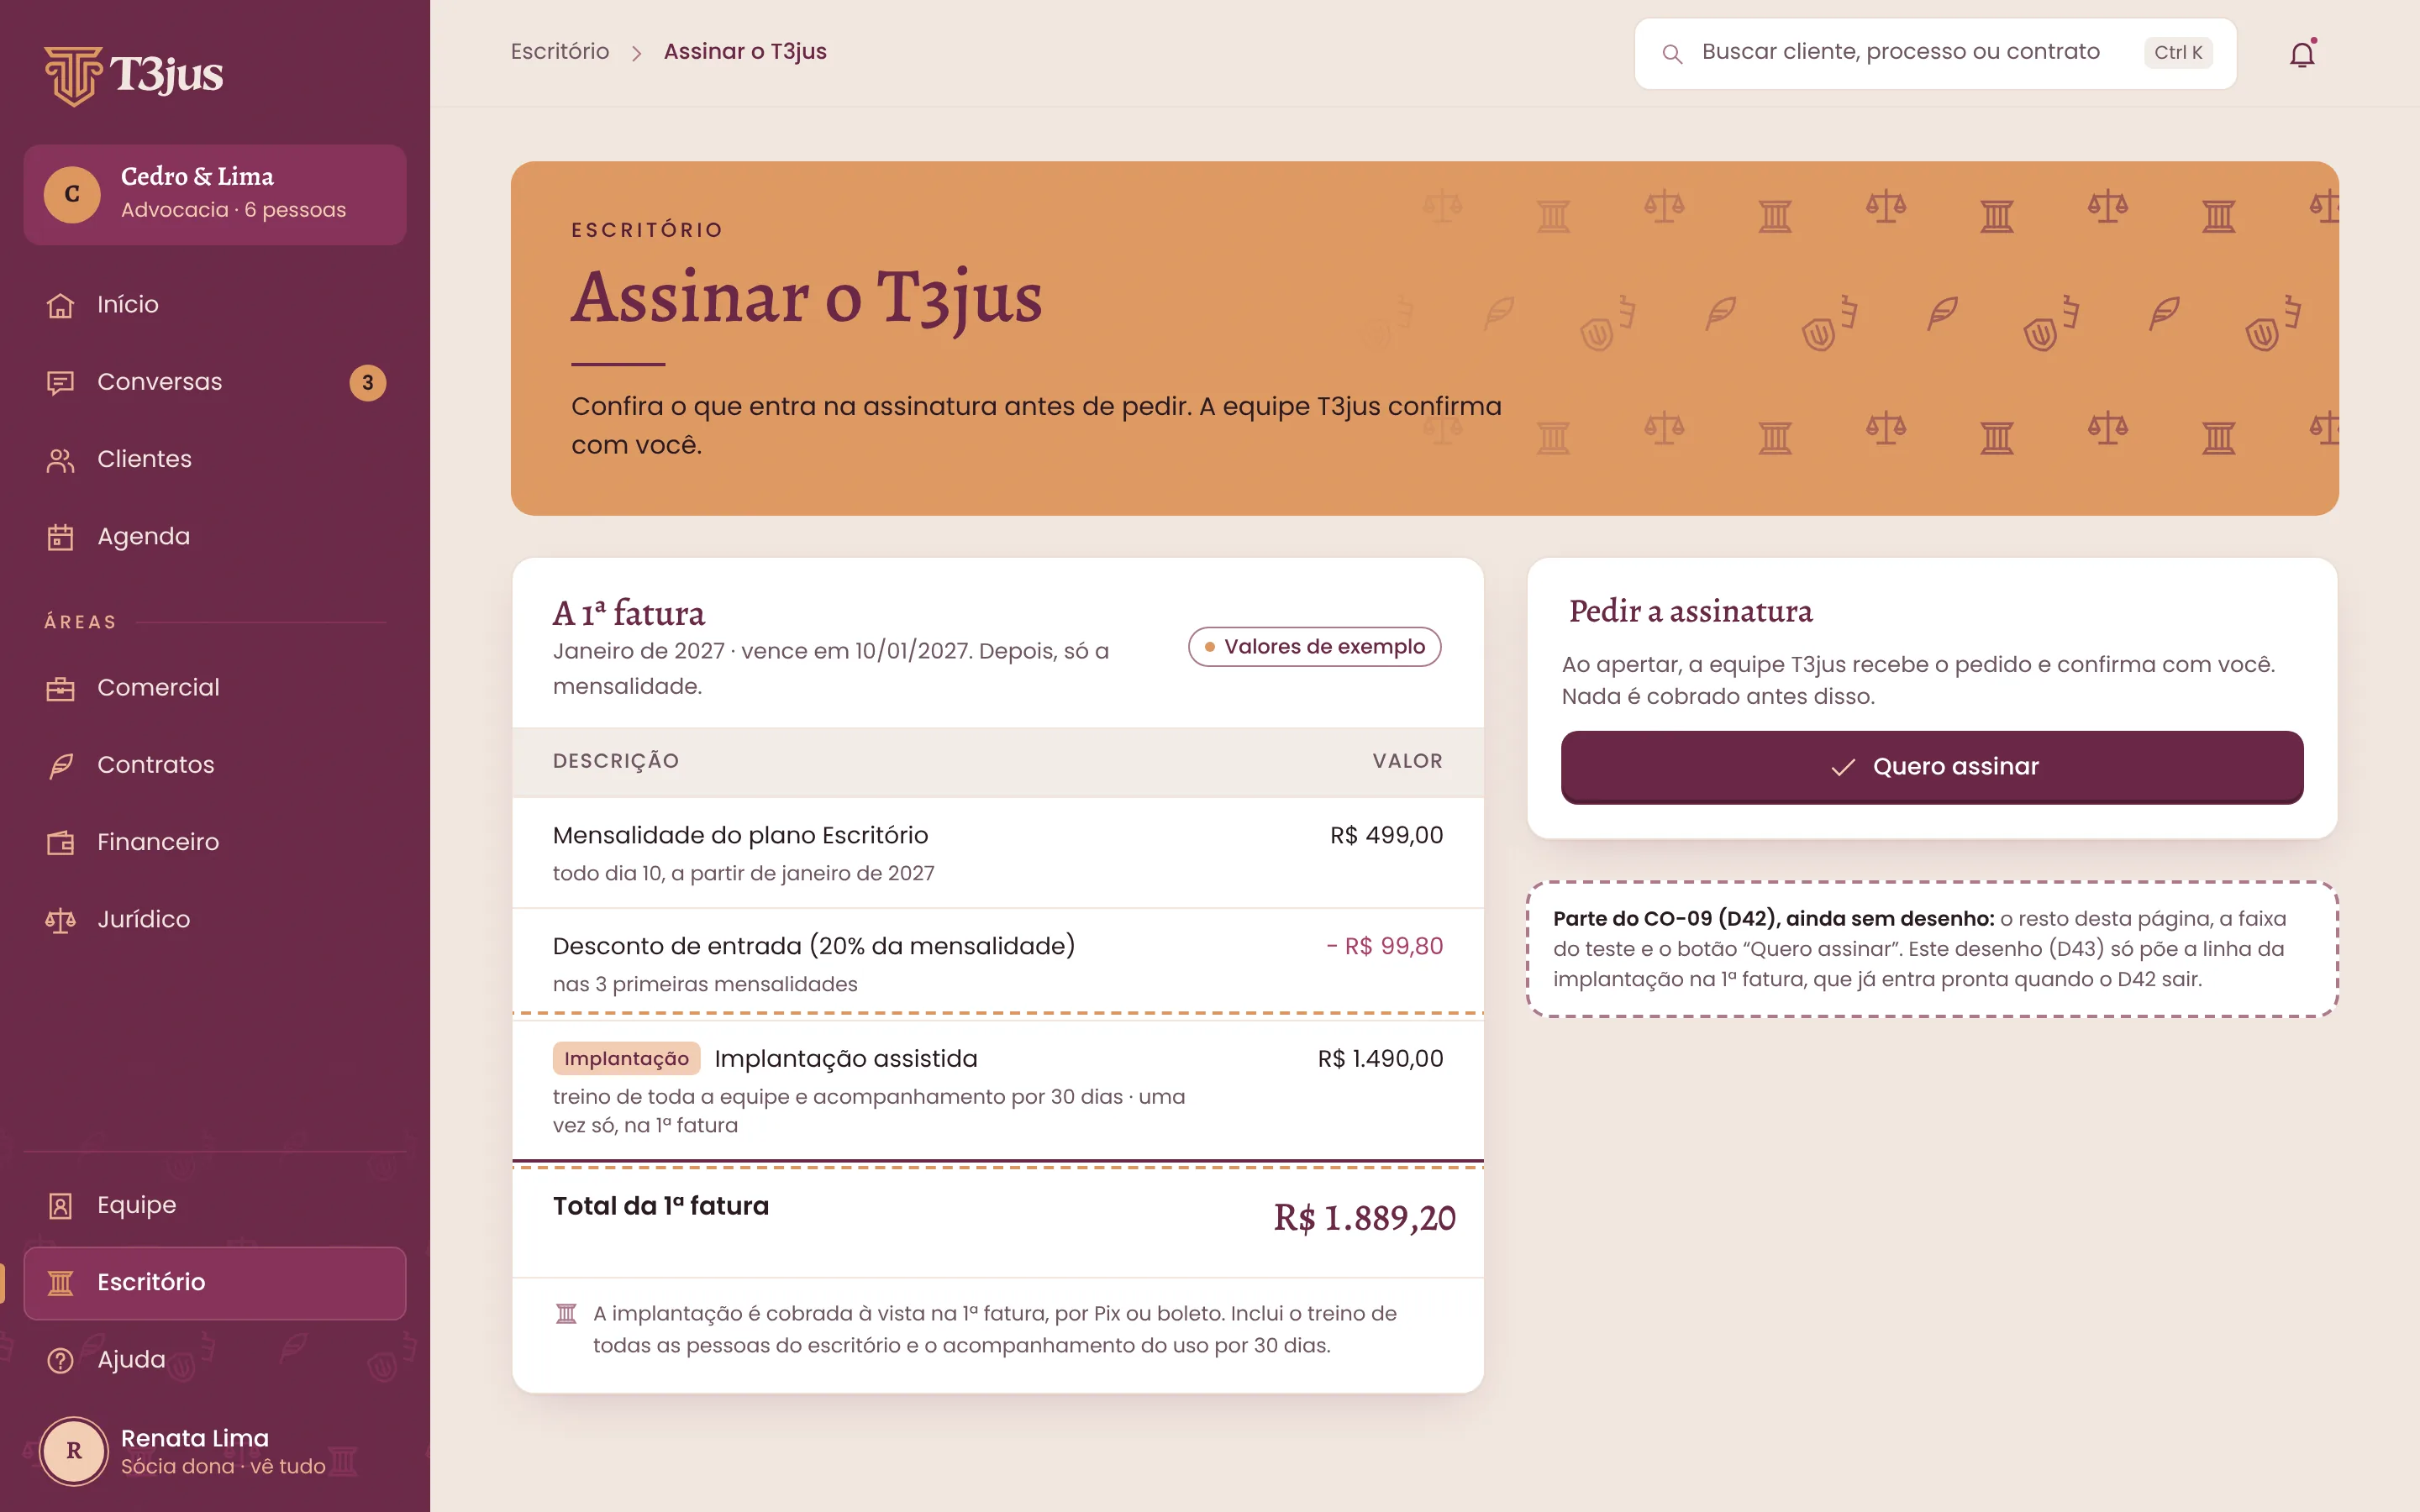 T3jus
C
Cedro & Lima
Advocacia · 6 pessoas
Início
Conversas
3
Clientes
Agenda
ÁREAS
Comercial
Contratos
Financeiro
Jurídico
Equipe
Escritório
Ajuda
R
Renata Lima
Sócia dona · vê tudo
Escritório
Assinar o T3jus
Buscar cliente, processo ou contrato
Ctrl K
ESCRITÓRIO
Assinar o T3jus
Confira o que entra na assinatura antes de pedir. A equipe T3jus confirma
com você.
A 1ª fatura
Janeiro de 2027 · vence em 10/01/2027. Depois, só a
mensalidade.
Valores de exemplo
DESCRIÇÃO
VALOR
Mensalidade do plano Escritório
R$ 499,00
todo dia 10, a partir de janeiro de 2027
Desconto de entrada (20% da mensalidade)
- R$ 99,80
nas 3 primeiras mensalidades
Implantação
Implantação assistida
R$ 1.490,00
treino de toda a equipe e acompanhamento por 30 dias · uma
vez só, na 1ª fatura
Total da 1ª fatura
R$ 1.889,20
A implantação é cobrada à vista na 1ª fatura, por Pix ou boleto. Inclui o treino de
todas as pessoas do escritório e o acompanhamento do uso por 30 dias.
Pedir a assinatura
Ao apertar, a equipe T3jus recebe o pedido e confirma com você.
Nada é cobrado antes disso.
Quero assinar
Parte do CO-09 (D42), ainda sem desenho: o resto desta página, a faixa
do teste e o botão “Quero assinar”. Este desenho (D43) só põe a linha da
implantação na 1ª fatura, que já entra pronta quando o D42 sair.